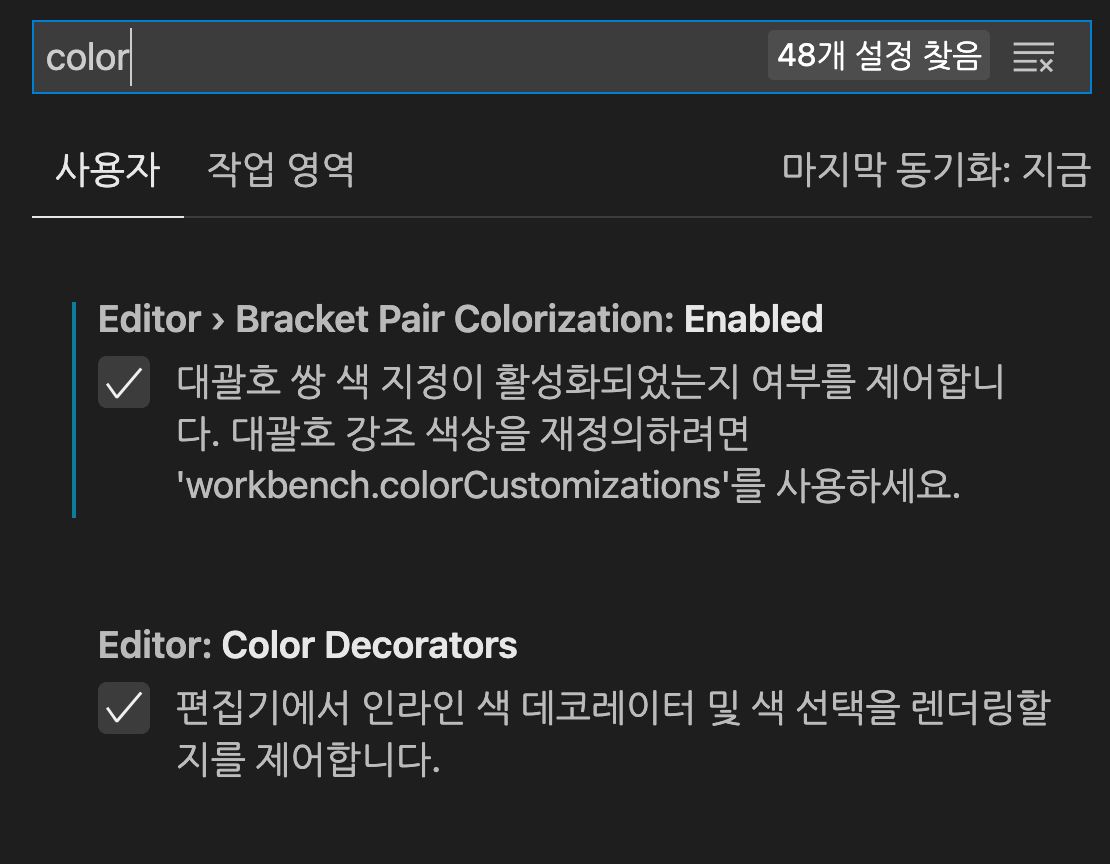 color
48개 설정 찾음
사용자 작업 영역 마지막 동기화: 지금
Editor › Bracket Pair Colorization: Enabled
대괄호 쌍 색 지정이 활성화되었는지 여부를 제어합니
다. 대괄호 강조 색상을 재정의하려면
'workbench.colorCustomizations'를 사용하세요.
Editor: Color Decorators
편집기에서 인라인 색 데코레이터 및 색 선택을 렌더링할
지를 제어합니다.